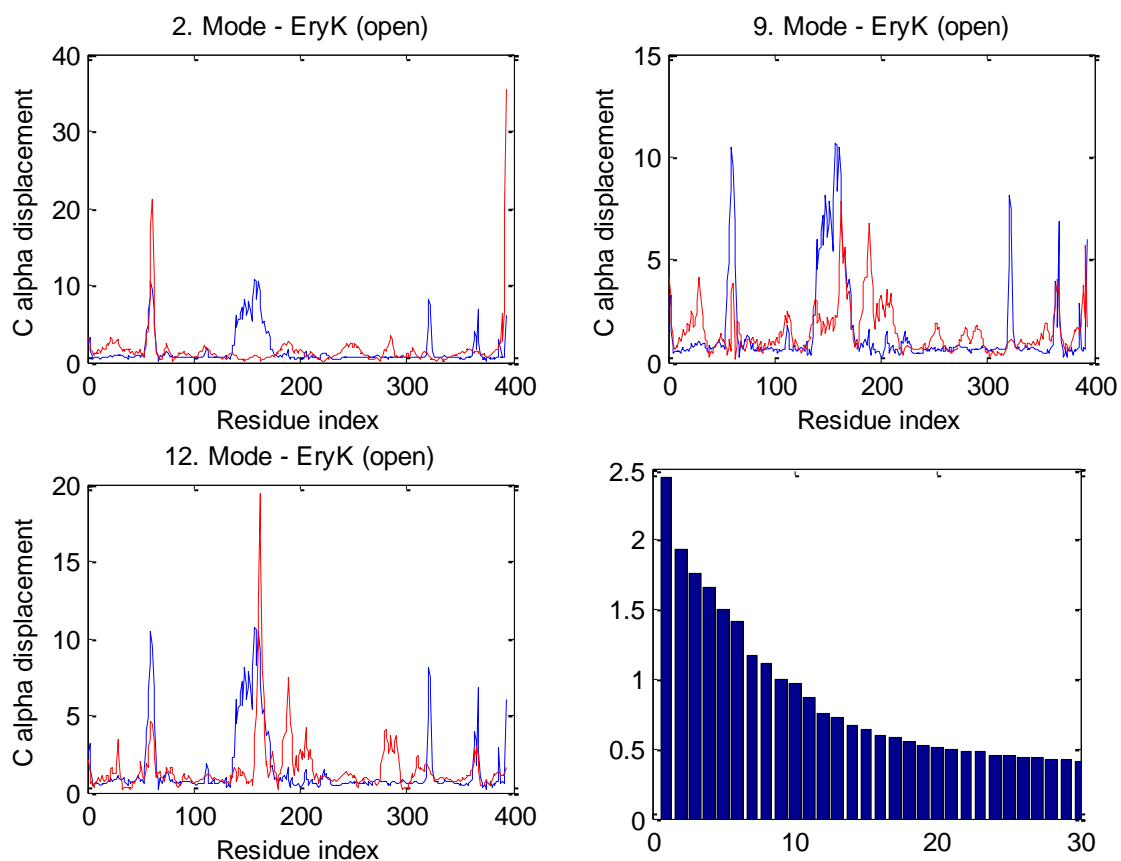 2. Mode - EryK (open)
40
30
20
10
0
C alpha displacement
0 100 200 300 400
Residue index
9. Mode - EryK (open)
15
10
5
0
C alpha displacement
0 100 200 300 400
Residue index
12. Mode - EryK (open)
20
15
10
5
0
C alpha displacement
0 100 200 300 400
Residue index
2.5
2
1.5
1
0.5
0
0 10 20 30